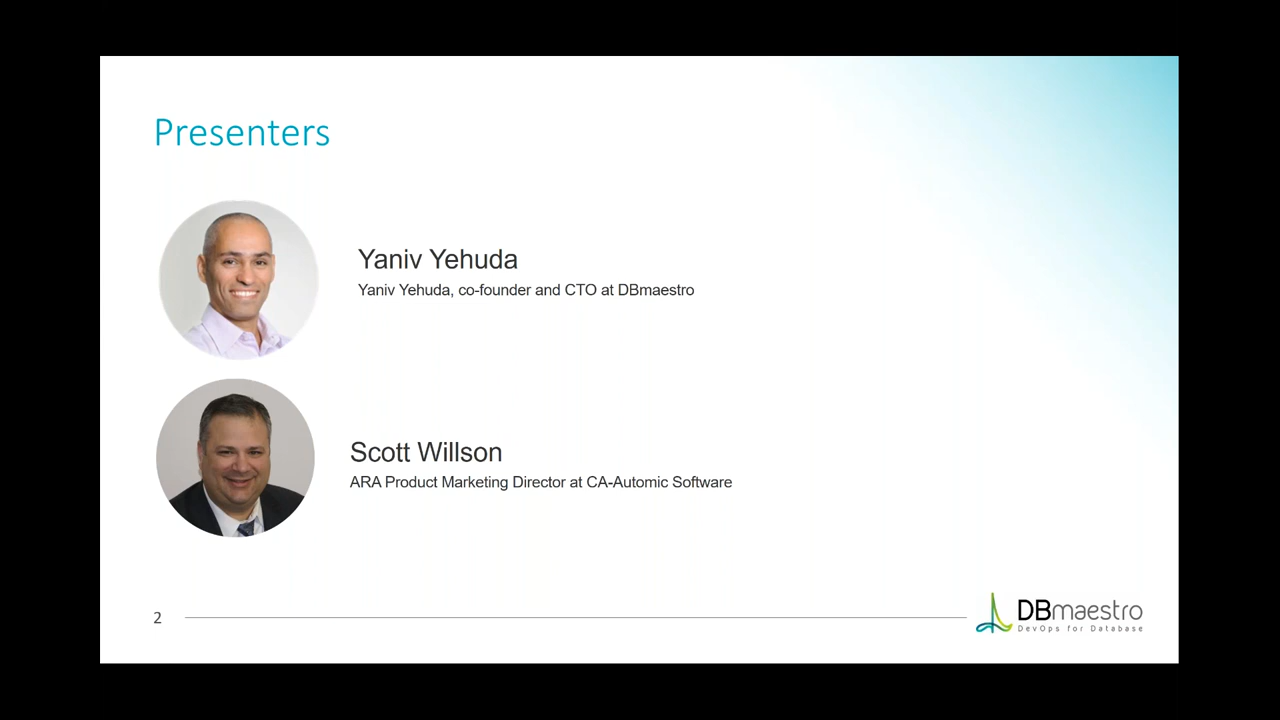 Presenters
Yaniv Yehuda
Yaniv Yehuda, co-founder and CTO at DBmaestro
Scott Willson
ARA Product Marketing Director at CA-Automic Software
2
DBmaestro
DevOps for Database